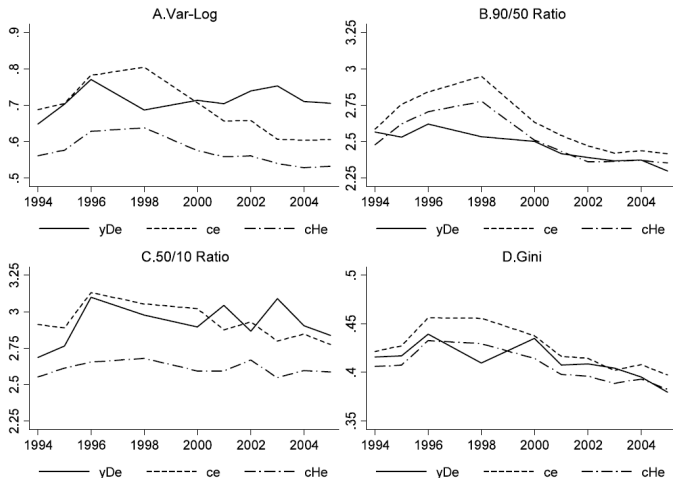 A.Var-Log
.9
.8
.7
.6
.5
1994 1996 1998 2000 2002 2004
yDe ce cHe
B.90/50 Ratio
3.25
3
2.75
2.5
2.25
1994 1996 1998 2000 2002 2004
yDe ce cHe
C.50/10 Ratio
3.25
3
2.75
2.5
2.25
1994 1996 1998 2000 2002 2004
yDe ce cHe
D.Gini
.5
.45
.4
.35
1994 1996 1998 2000 2002 2004
yDe ce cHe